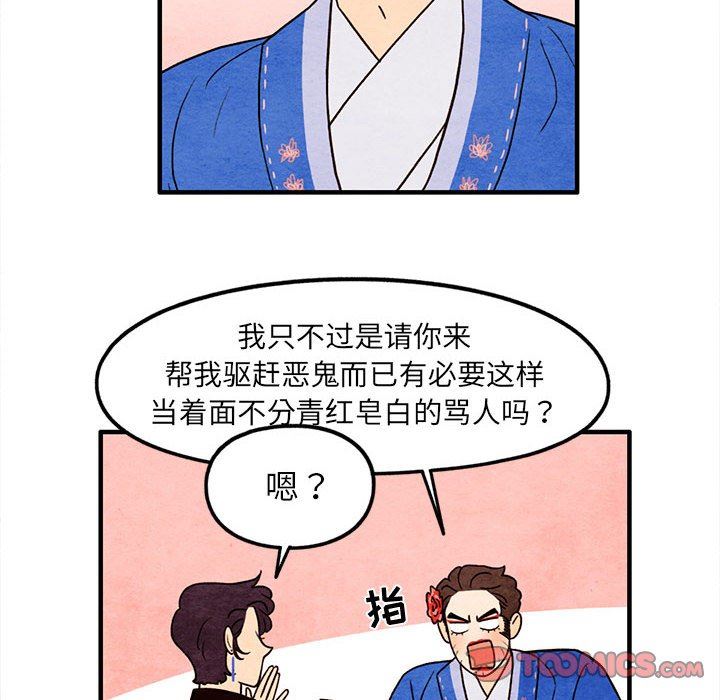 我只不过是请你来
帮我驱赶恶鬼而已有必要这样
当着面不分青红皂白的骂人吗？
嗯？
指
TOOMICS.COM